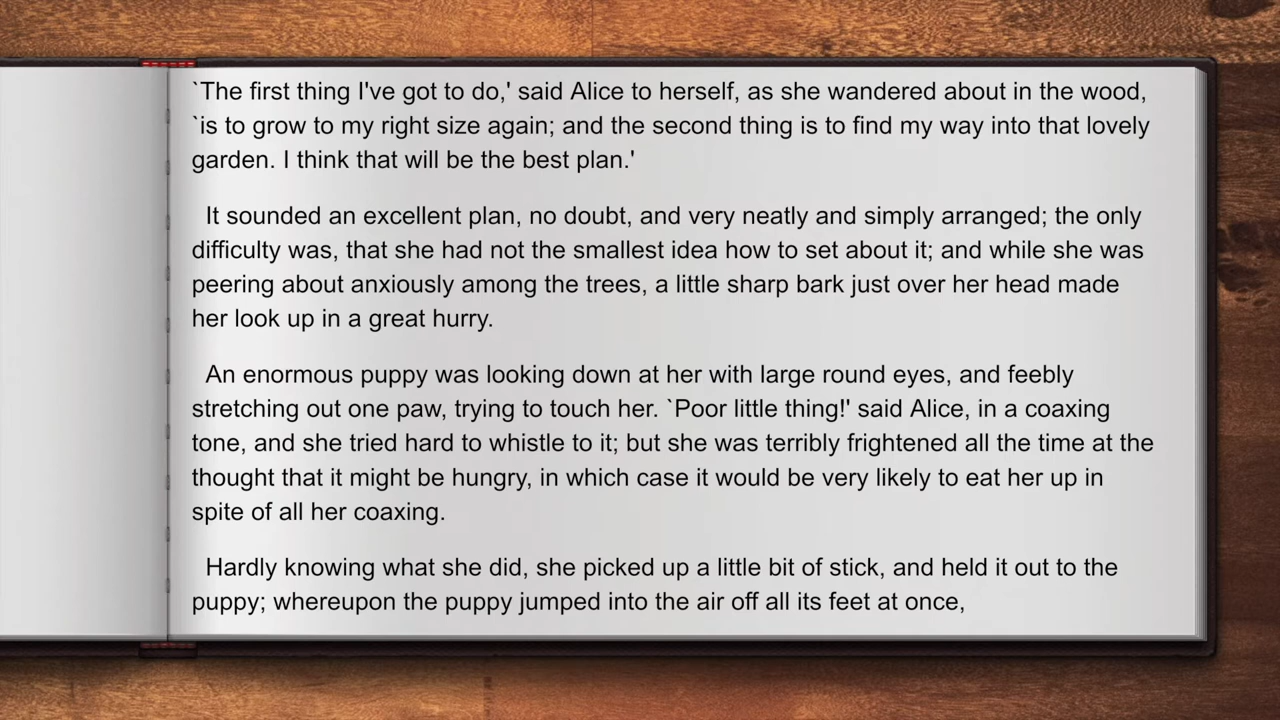 `The first thing I've got to do,' said Alice to herself, as she wandered about in the wood,
`is to grow to my right size again; and the second thing is to find my way into that lovely
garden. I think that will be the best plan.'
It sounded an excellent plan, no doubt, and very neatly and simply arranged; the only
difficulty was, that she had not the smallest idea how to set about it; and while she was
peering about anxiously among the trees, a little sharp bark just over her head made
her look up in a great hurry.
An enormous puppy was looking down at her with large round eyes, and feebly
stretching out one paw, trying to touch her. `Poor little thing!' said Alice, in a coaxing
tone, and she tried hard to whistle to it; but she was terribly frightened all the time at the
thought that it might be hungry, in which case it would be very likely to eat her up in
spite of all her coaxing.
Hardly knowing what she did, she picked up a little bit of stick, and held it out to the
puppy; whereupon the puppy jumped into the air off all its feet at once,